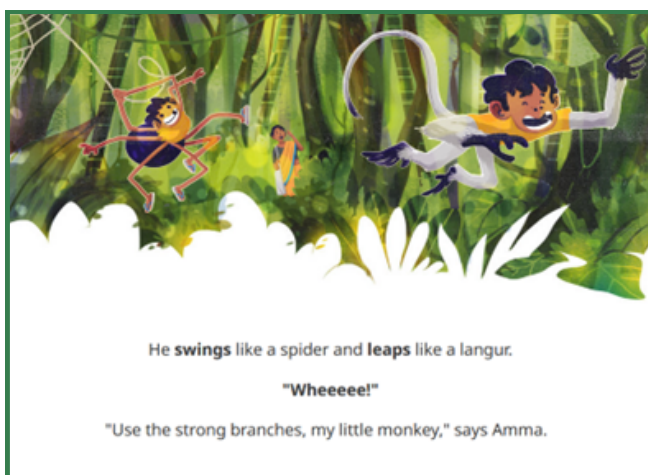 He swings like a spider and leaps like a langur.
"Wheeeee!"
"Use the strong branches, my little monkey," says Amma.